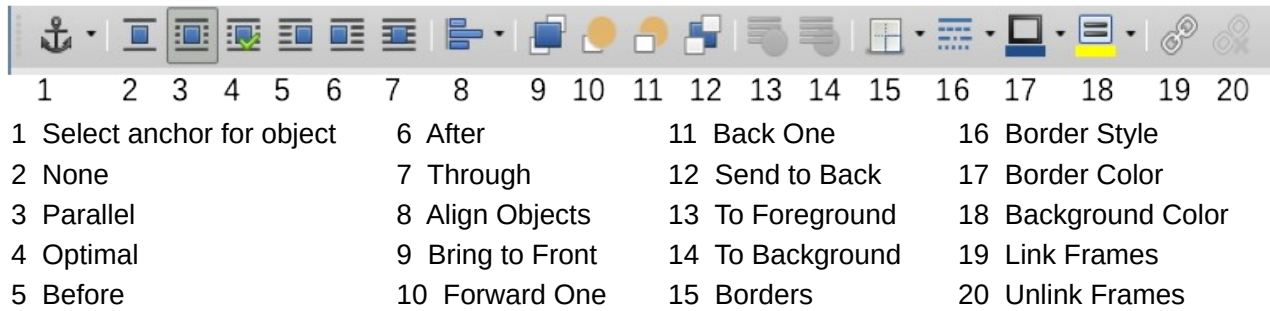 1 2 3 4 5 6 7 8 9 10 11 12 13 14 15 16 17 18 19 20
1 Select anchor for object
2 None
3 Parallel
4 Optimal
5 Before
6 After
7 Through
8 Align Objects
9 Bring to Front
10 Forward One
11 Back One
12 Send to Back
13 To Foreground
14 To Background
15 Borders
16 Border Style
17 Border Color
18 Background Color
19 Link Frames
20 Unlink Frames